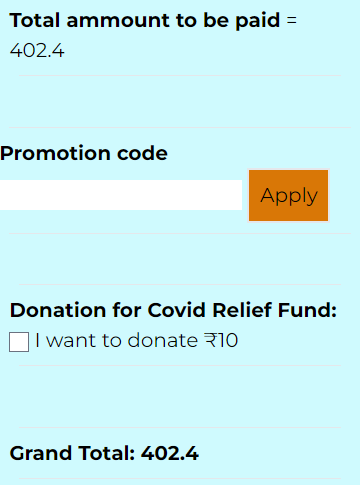 Total ammount to be paid =
402.4
Promotion code
Apply
Donation for Covid Relief Fund:
I want to donate ₹10
Grand Total: 402.4